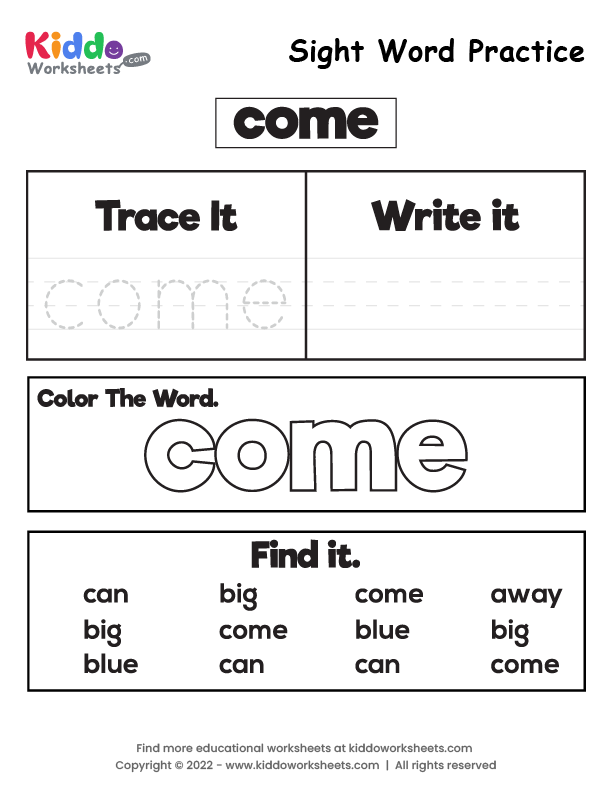 Kiddo
Worksheets .com
Sight Word Practice
come
Trace It Write it
come
Color The Word.
come
Find it.
can big come away
big come blue big
blue can can come
Find more educational worksheets at kiddoworksheets.com
Copyright © 2022 - www.kiddoworksheets.com | All rights reserved